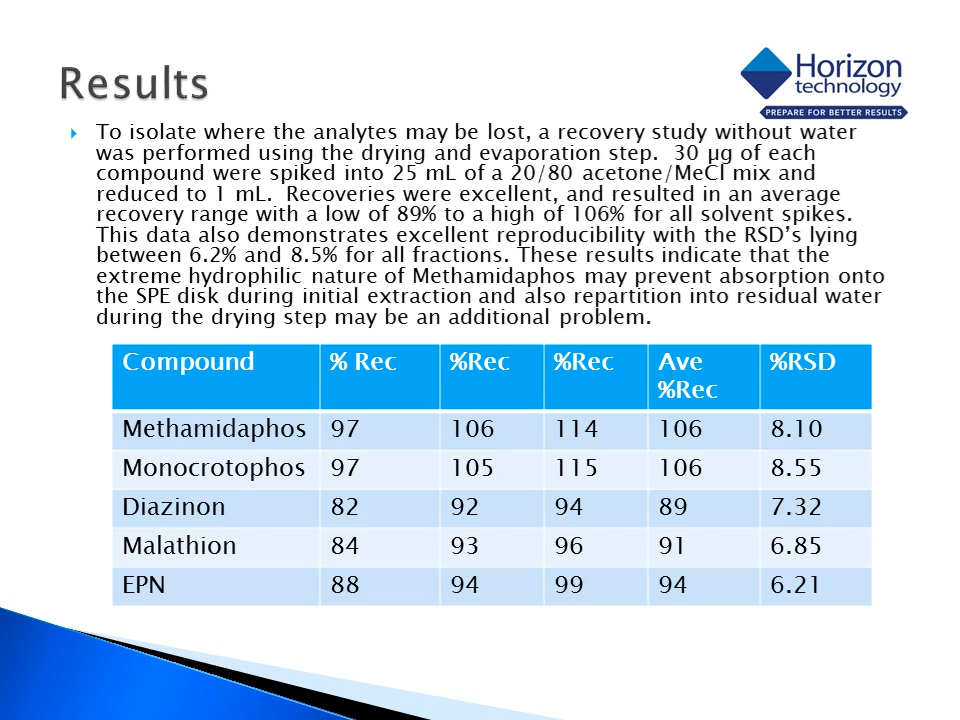 Results
Horizon
technology
PREPARE FOR BETTER RESULTS
To isolate where the analytes may be lost, a recovery study without water
was performed using the drying and evaporation step.  30 µg of each
compound were spiked into 25 mL of a 20/80 acetone/MeCl mix and
reduced to 1 mL.  Recoveries were excellent, and resulted in an average
recovery range with a low of 89% to a high of 106% for all solvent spikes.
This data also demonstrates excellent reproducibility with the RSD’s lying
between 6.2% and 8.5% for all fractions. These results indicate that the
extreme hydrophilic nature of Methamidaphos may prevent absorption onto
the SPE disk during initial extraction and also repartition into residual water
during the drying step may be an additional problem.
Compound % Rec %Rec %Rec Ave %Rec %RSD
Methamidaphos 97 106 114 106 8.10
Monocrotophos 97 105 115 106 8.55
Diazinon 82 92 94 89 7.32
Malathion 84 93 96 91 6.85
EPN 88 94 99 94 6.21